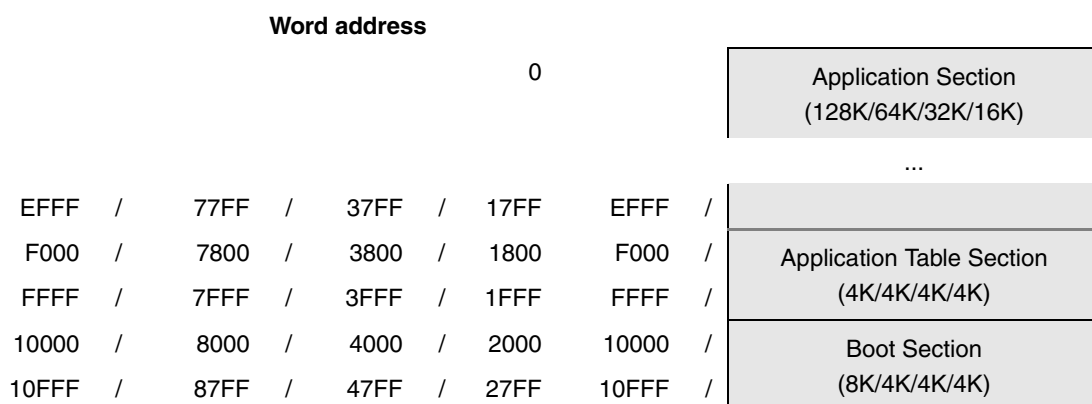 Word address
0
Application Section
(128K/64K/32K/16K)
...
EFFF / 77FF / 37FF / 17FF EFFF /
F000 / 7800 / 3800 / 1800 F000 / Application Table Section
FFFF / 7FFF / 3FFF / 1FFF FFFF / (4K/4K/4K/4K)
10000 / 8000 / 4000 / 2000 10000 / Boot Section
10FFF / 87FF / 47FF / 27FF 10FFF / (8K/4K/4K/4K)